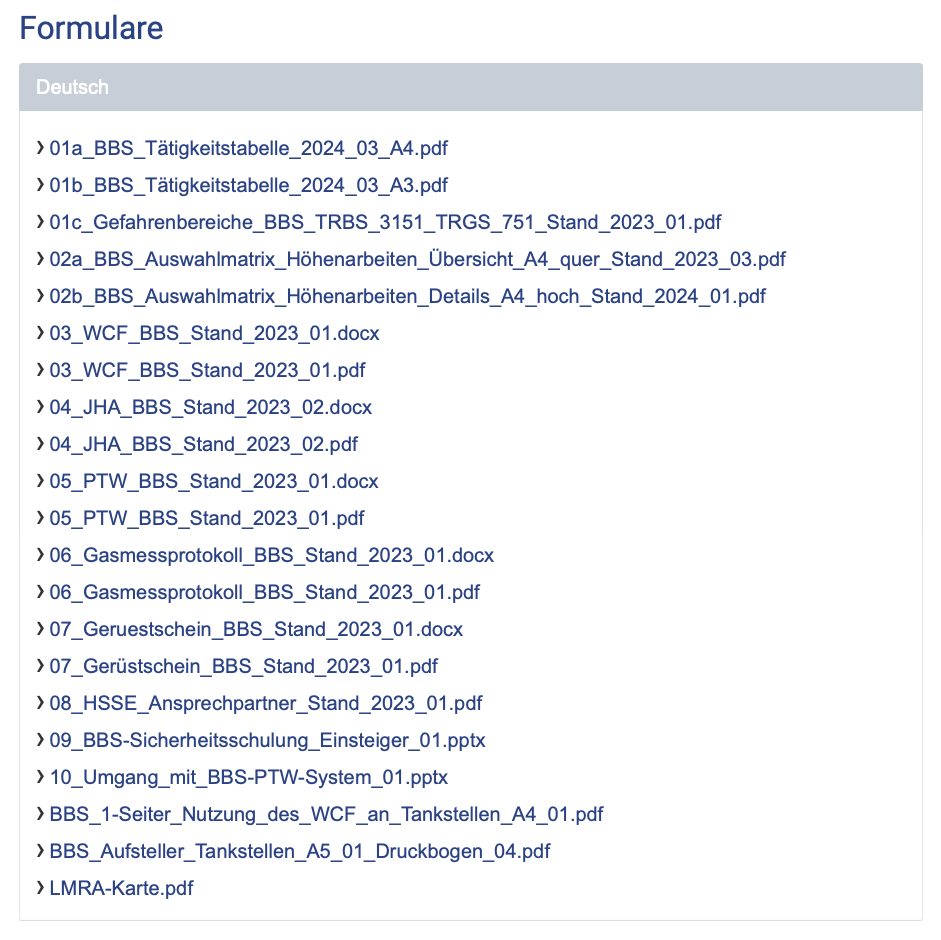 Formulare
Deutsch
01a_BBS_Tätigkeitstabelle_2024_03_A4.pdf
01b_BBS_Tätigkeitstabelle_2024_03_A3.pdf
01c_Gefahrenbereiche_BBS_TRBS_3151_TRGS_751_Stand_2023_01.pdf
02a_BBS_Auswahlmatrix_Höhenarbeiten_Übersicht_A4_quer_Stand_2023_03.pdf
02b_BBS_Auswahlmatrix_Höhenarbeiten_Details_A4_hoch_Stand_2024_01.pdf
03_WCF_BBS_Stand_2023_01.docx
03_WCF_BBS_Stand_2023_01.pdf
04_JHA_BBS_Stand_2023_02.docx
04_JHA_BBS_Stand_2023_02.pdf
05_PTW_BBS_Stand_2023_01.docx
05_PTW_BBS_Stand_2023_01.pdf
06_Gasmessprotokoll_BBS_Stand_2023_01.docx
06_Gasmessprotokoll_BBS_Stand_2023_01.pdf
07_Geruestschein_BBS_Stand_2023_01.docx
07_Gerüstschein_BBS_Stand_2023_01.pdf
08_HSSE_Ansprechpartner_Stand_2023_01.pdf
09_BBS-Sicherheitsschulung_Einsteiger_01.pptx
10_Umgang_mit_BBS-PTW-System_01.pptx
BBS_1-Seiter_Nutzung_des_WCF_an_Tankstellen_A4_01.pdf
BBS_Aufsteller_Tankstellen_A5_01_Druckbogen_04.pdf
LMRA-Karte.pdf